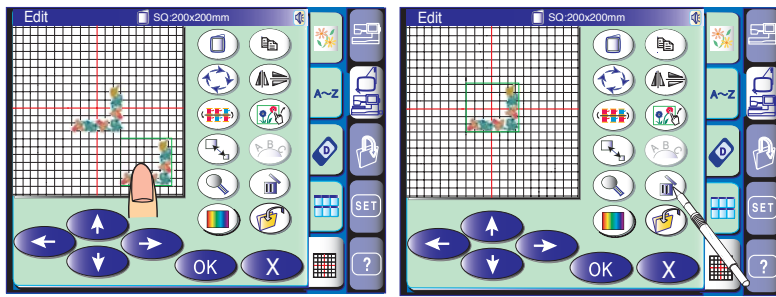 Edit SQ:200x200mm
A B C
A~Z
D
SET
OK X ?
Edit SQ:200x200mm
A B C
A~Z
D
SET
OK X ?